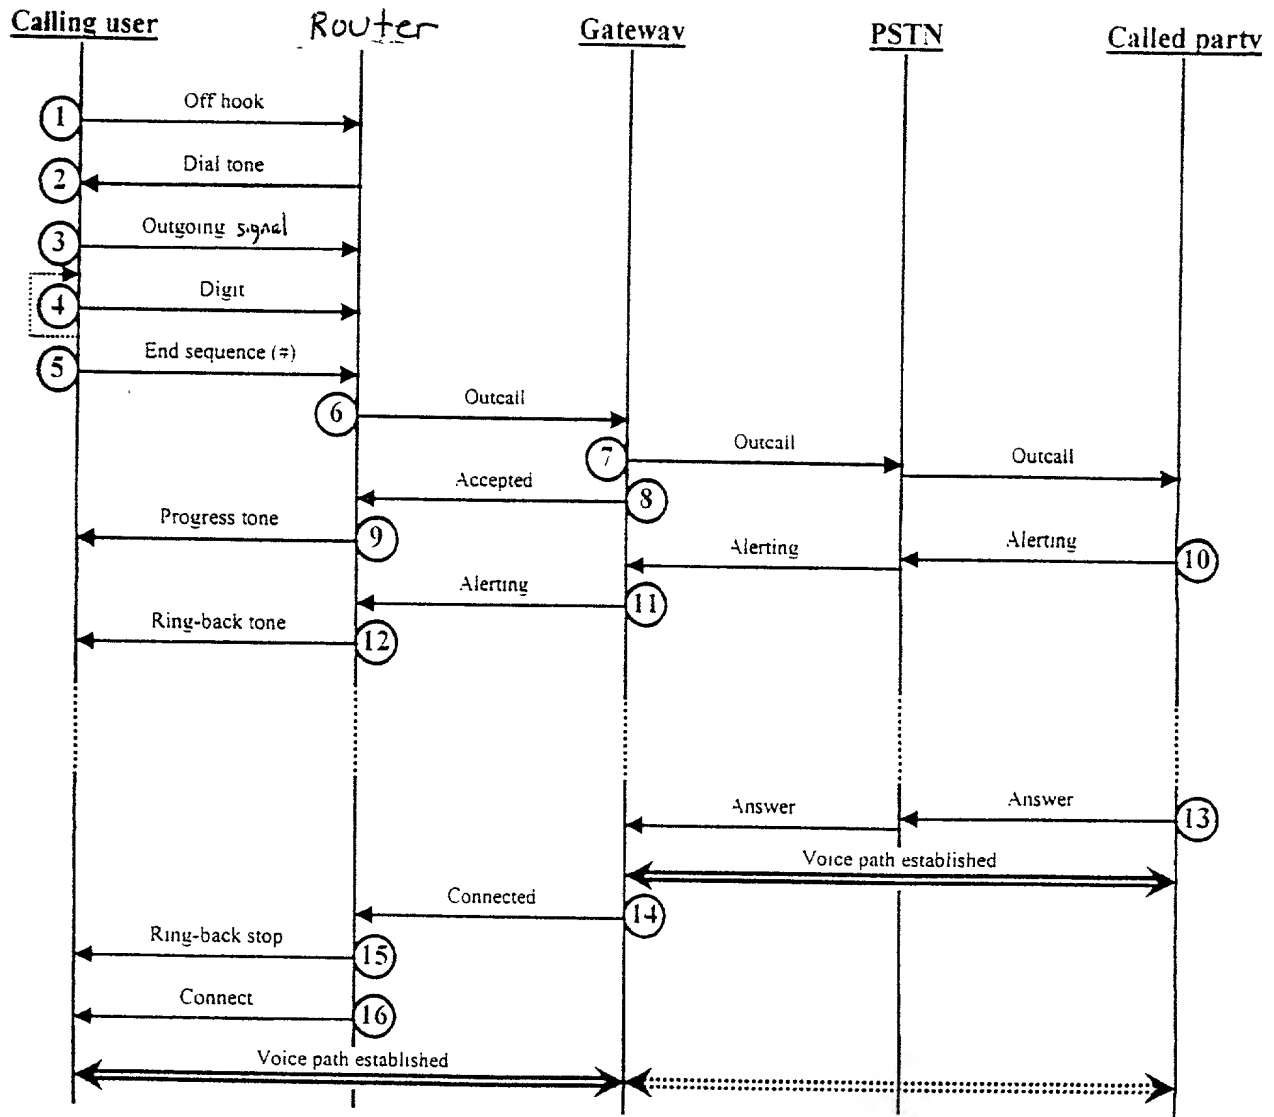 Calling user
Router
Gateway
PSTN
Called party
1
Off hook
2
Dial tone
3
Outgoing signal
4
Digit
5
End sequence (#)
6
Outcall
7
Outcall
Outcall
Accepted
8
Progress tone
9
Alerting
Alerting
10
Alerting
11
Ring-back tone
12
Answer
Answer
13
Voice path established
Connected
14
Ring-back stop
15
Connect
16
Voice path established